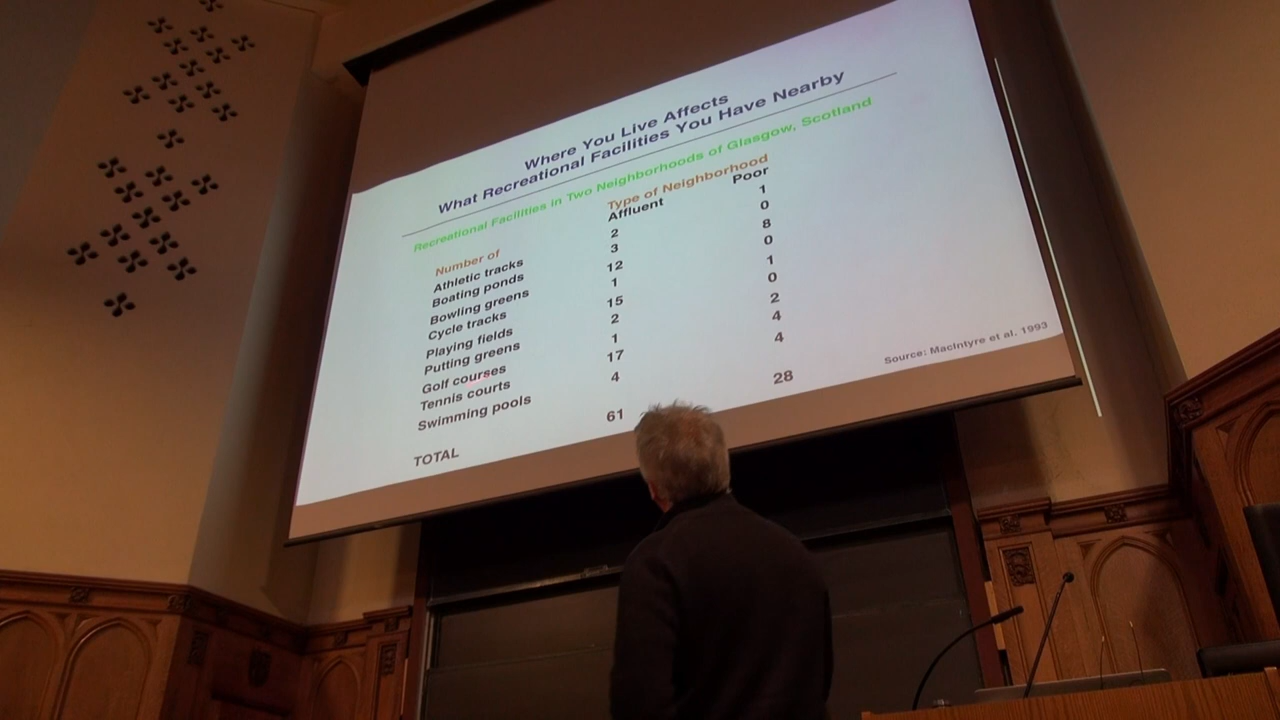 Where You Live Affects
What Recreational Facilities You Have Nearby
Recreational Facilities in Two Neighborhoods of Glasgow, Scotland
Type of Neighborhood
Number of Affluent Poor
Athletic tracks 2 1
Boating ponds 3 0
Bowling greens 12 8
Cycle tracks 1 0
Playing fields 15 1
Putting greens 2 0
Golf courses 1 2
Tennis courts 17 4
Swimming pools 4 4
TOTAL 61 28
Source: MacIntyre et al. 1993